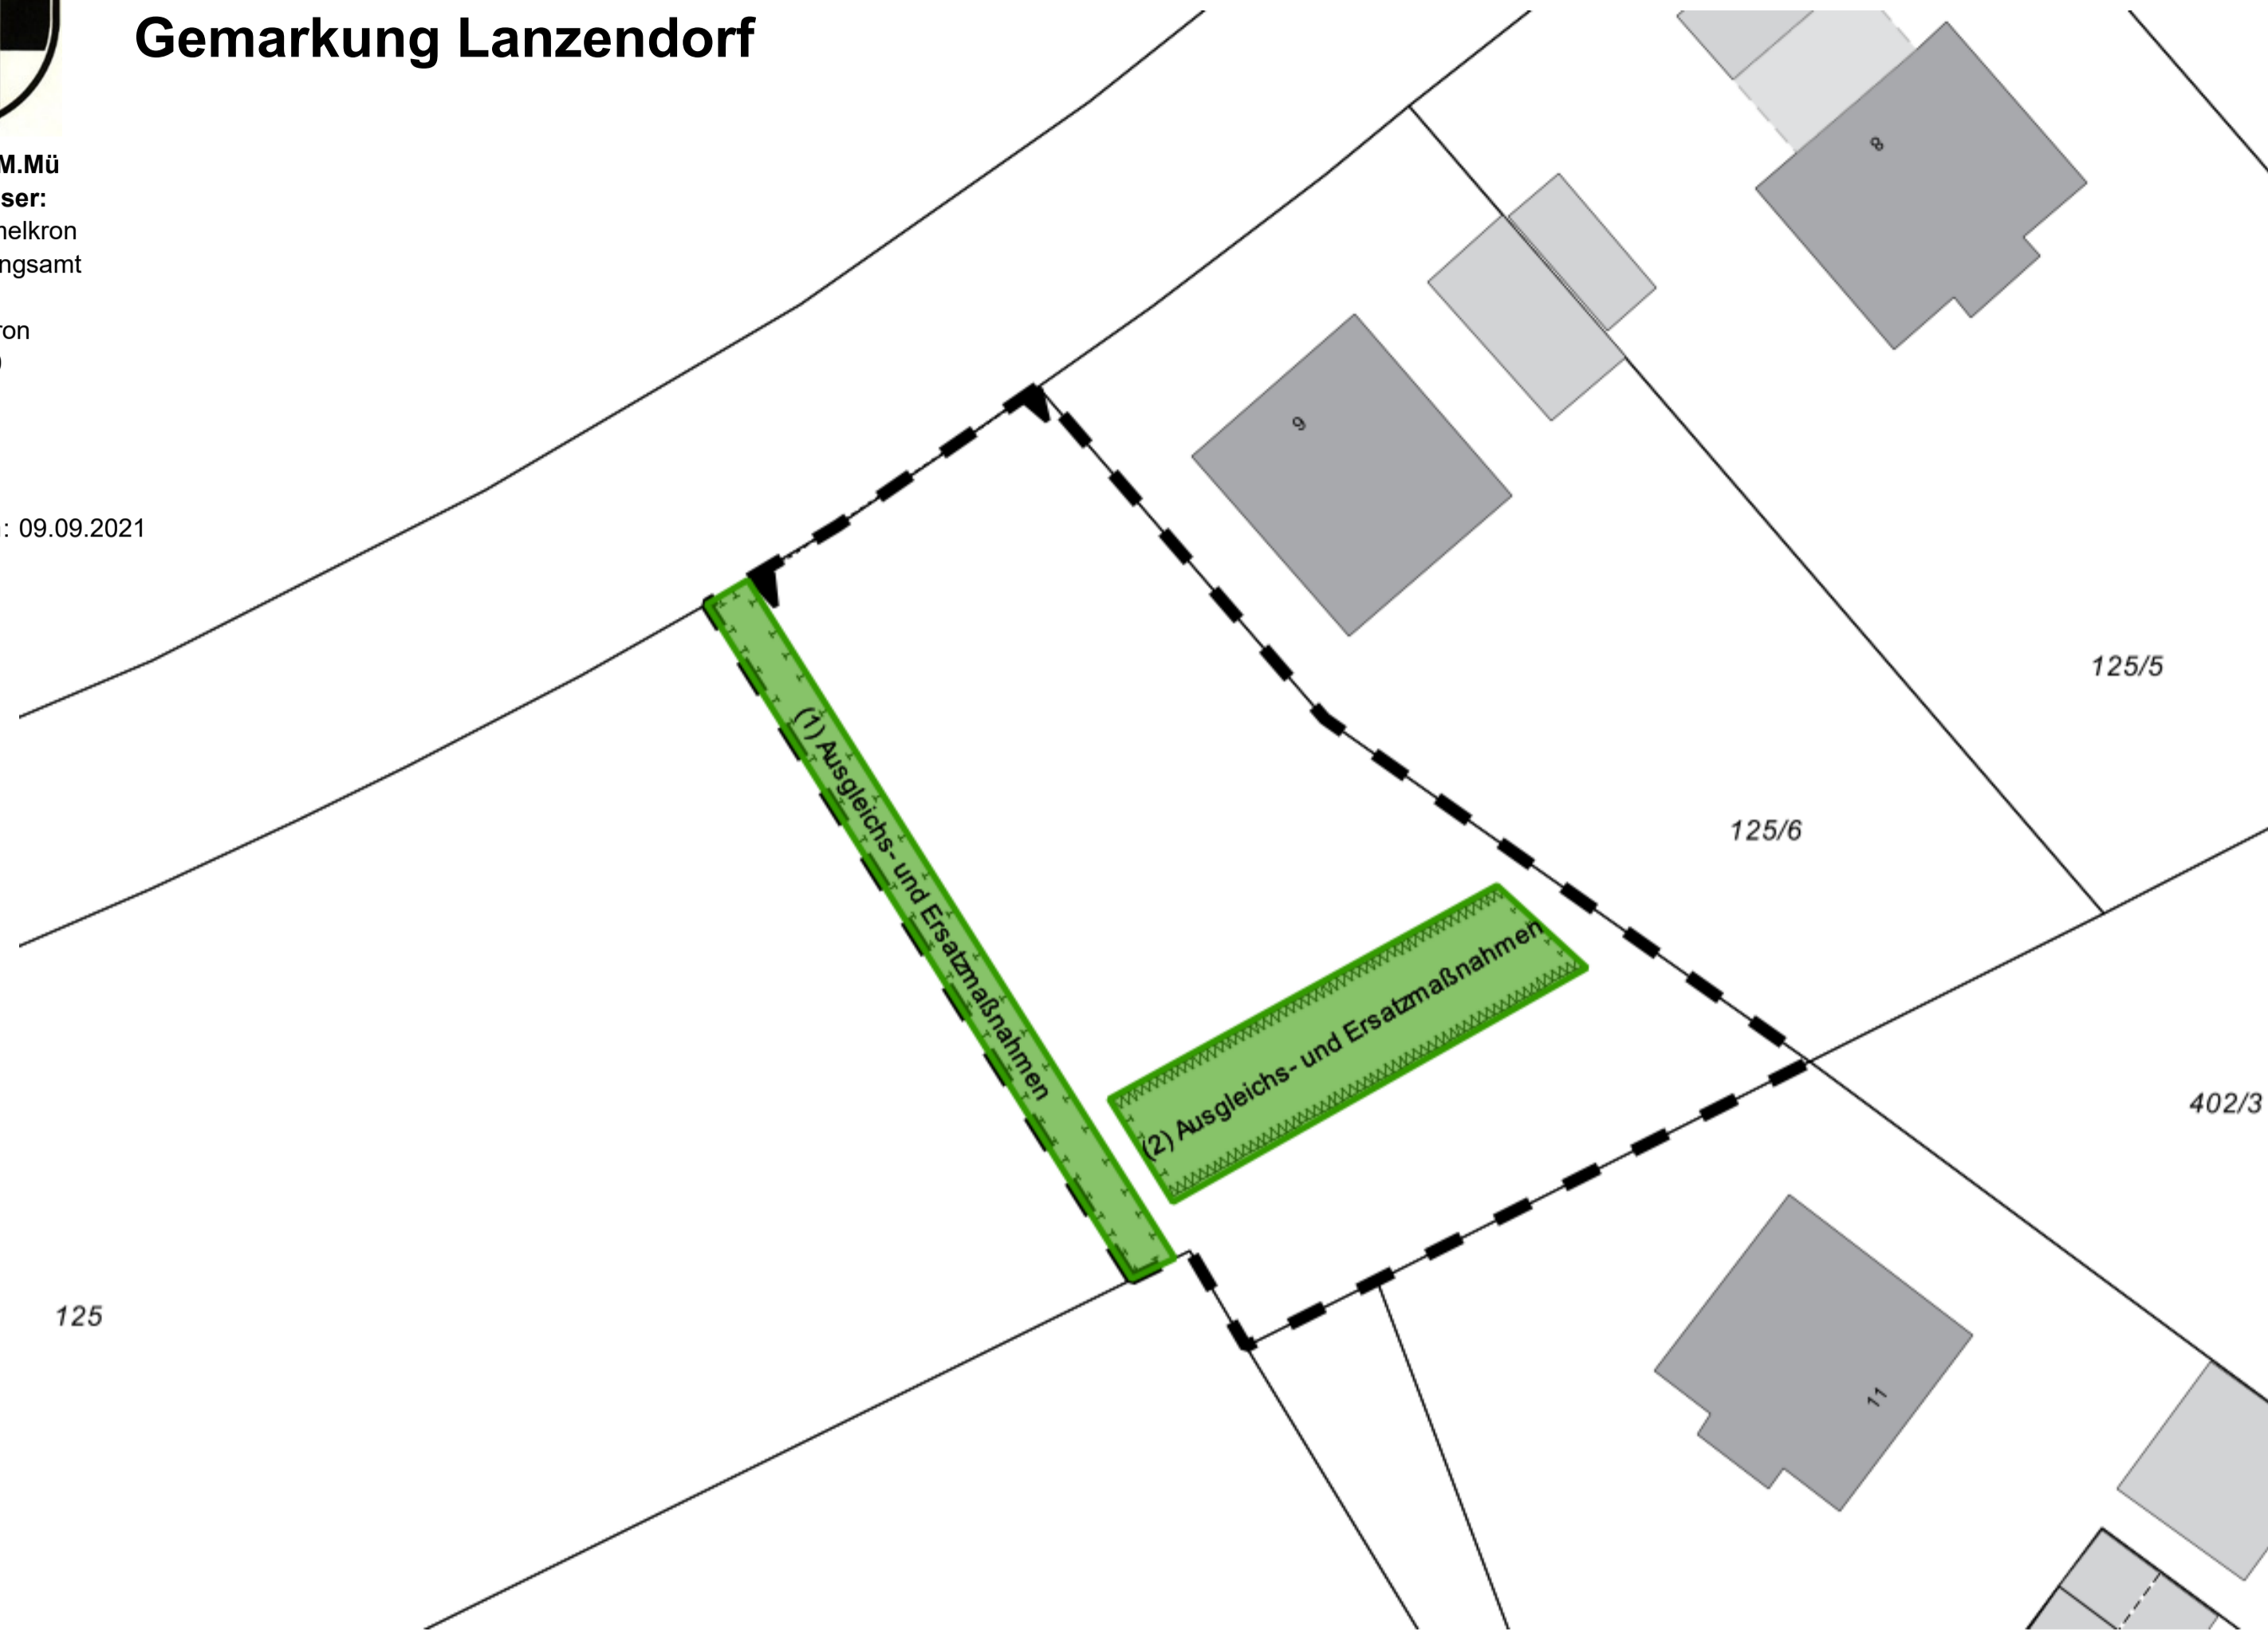 Gemarkung Lanzendorf
M.Mü
ser:
nelkron
ngsamt
ron
: 09.09.2021
8
9
125/5
125/6
(1) Ausgleichs- und Ersatzmaßnahmen
(2) Ausgleichs- und Ersatzmaßnahmen
402/3
125
11